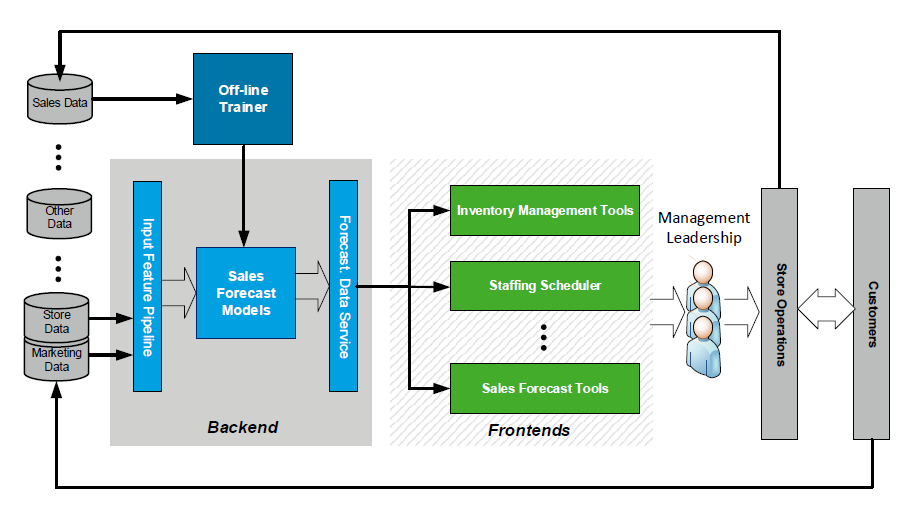 Sales Data
Off-line
Trainer
Other
Data
Store
Data
Marketing
Data
Input Feature Pipeline
Sales
Forecast
Models
Forecast. Data Service
Backend
Inventory Management Tools
Staffing Scheduler
Sales Forecast Tools
Frontends
Management
Leadership
Store Operations
Customers